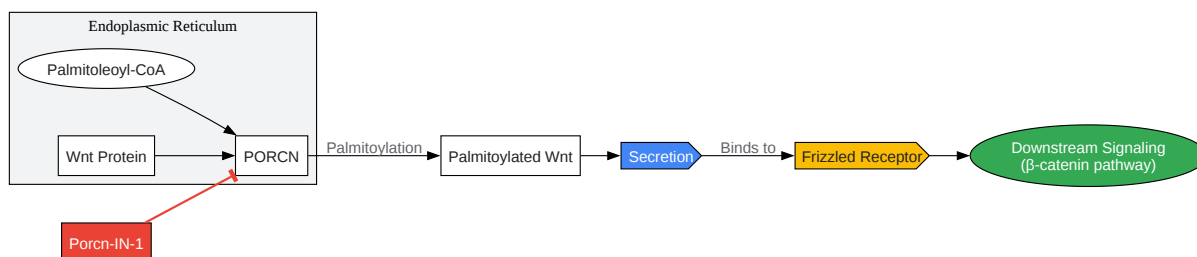 Endoplasmic Reticulum
Palmitoleoyl-CoA
Wnt Protein
PORCN
Palmitoylation
Palmitoylated Wnt
Secretion
Binds to
Frizzled Receptor
Downstream Signaling
(β-catenin pathway)
Porcn-IN-1